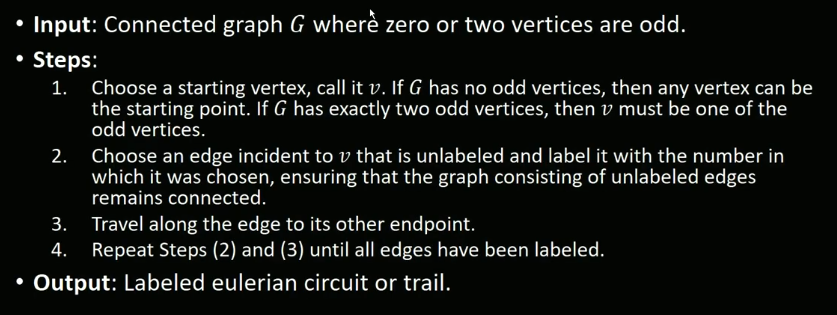 • Input: Connected graph G where zero or two vertices are odd.
• Steps:
1. Choose a starting vertex, call it v. If G has no odd vertices, then any vertex can be
the starting point. If G has exactly two odd vertices, then v must be one of the
odd vertices.
2. Choose an edge incident to v that is unlabeled and label it with the number in
which it was chosen, ensuring that the graph consisting of unlabeled edges
remains connected.
3. Travel along the edge to its other endpoint.
4. Repeat Steps (2) and (3) until all edges have been labeled.
• Output: Labeled eulerian circuit or trail.